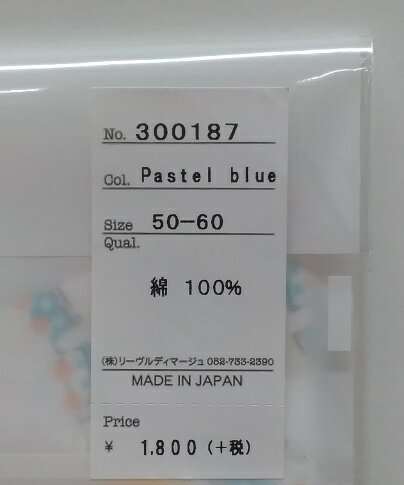 No. 300187
Col. Pastel blue
Size 50-60
Qual.
綿 100%
(株)リーヴルディマージュ 052-733-2390
MADE IN JAPAN
Price
¥ 1,800 (+税)